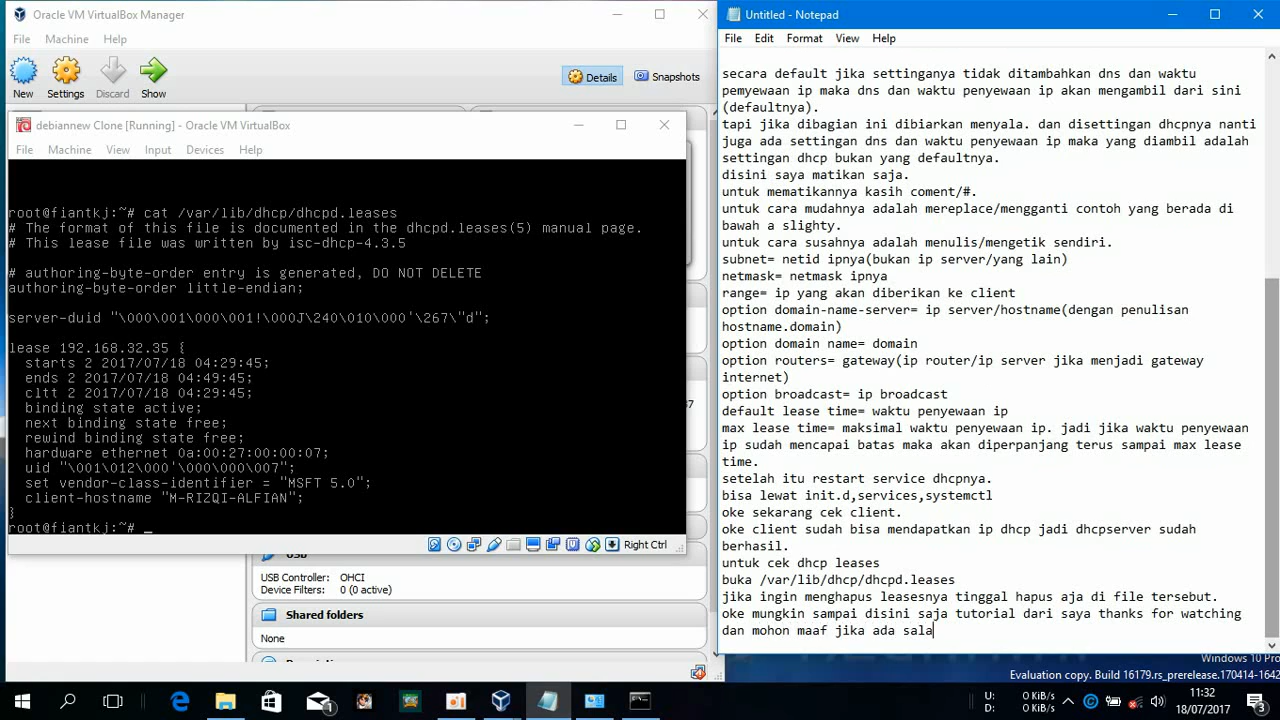 Oracle VM VirtualBox Manager
File Machine Help
New Settings Discard Show
Details Snapshots
debiannew Clone [Running] - Oracle VM VirtualBox
File Machine View Input Devices Help
root@fiantkj:~# cat /var/lib/dhcp/dhcpd.leases
# The format of this file is documented in the dhcpd.leases(5) manual page.
# This lease file was written by isc-dhcp-4.3.5
# authoring-byte-order entry is generated, DO NOT DELETE
authoring-byte-order little-endian;
server-duid "\000\001\000\001!\000J\240\010\000'\267\"d";
lease 192.168.32.35 {
starts 2 2017/07/18 04:29:45;
ends 2 2017/07/18 04:49:45;
cltt 2 2017/07/18 04:29:45;
binding state active;
next binding state free;
rewind binding state free;
hardware ethernet 0a:00:27:00:00:07;
uid "\001\012\000'\000\000\007";
set vendor-class-identifier = "MSFT 5.0";
client-hostname "M-RIZQI-ALFIAN";
}
root@fiantkj:~# _
Right Ctrl
USB
USB Controller: OHCI
Device Filters: 0 (0 active)
Shared folders
None
Untitled - Notepad
File Edit Format View Help
secara default jika settinganya tidak ditambahkan dns dan waktu
pemyewaan ip maka dns dan waktu penyewaan ip akan mengambil dari sini
(defaultnya).
tapi jika dibagian ini dibiarkan menyala. dan disettingan dhcpnya nanti
juga ada settingan dns dan waktu penyewaan ip maka yang diambil adalah
settingan dhcp bukan yang defaultnya.
disini saya matikan saja.
untuk mematikannya kasih coment/#.
untuk cara mudahnya adalah mereplace/mengganti contoh yang berada di
bawah a slighty.
untuk cara susahnya adalah menulis/mengetik sendiri.
subnet= netid ipnya(bukan ip server/yang lain)
netmask= netmask ipnya
range= ip yang akan diberikan ke client
option domain-name-server= ip server/hostname(dengan penulisan
hostname.domain)
option domain name= domain
option routers= gateway(ip router/ip server jika menjadi gateway
internet)
option broadcast= ip broadcast
default lease time= waktu penyewaan ip
max lease time= maksimal waktu penyewaan ip. jadi jika waktu penyewaan
ip sudah mencapai batas maka akan diperpanjang terus sampai max lease
time.
setelah itu restart service dhcpnya.
bisa lewat init.d,services,systemctl
oke sekarang cek client.
oke client sudah bisa mendapatkan ip dhcp jadi dhcpserver sudah
berhasil.
untuk cek dhcp leases
buka /var/lib/dhcp/dhcpd.leases
jika ingin menghapus leasesnya tinggal hapus aja di file tersebut.
oke mungkin sampai disini saja tutorial dari saya thanks for watching
dan mohon maaf jika ada sala
Windows 10 Pro
Evaluation copy. Build 16179.rs_prerelease.170414-1642
U: 0 KiB/s
D: 0 KiB/s
11:32
18/07/2017